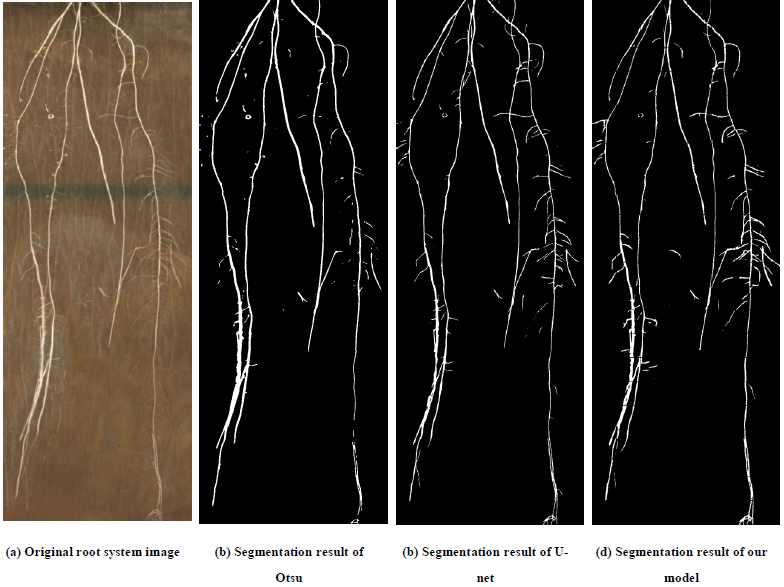 (a) Original root system image
(b) Segmentation result of
Otsu
(b) Segmentation result of U-
net
(d) Segmentation result of our
model